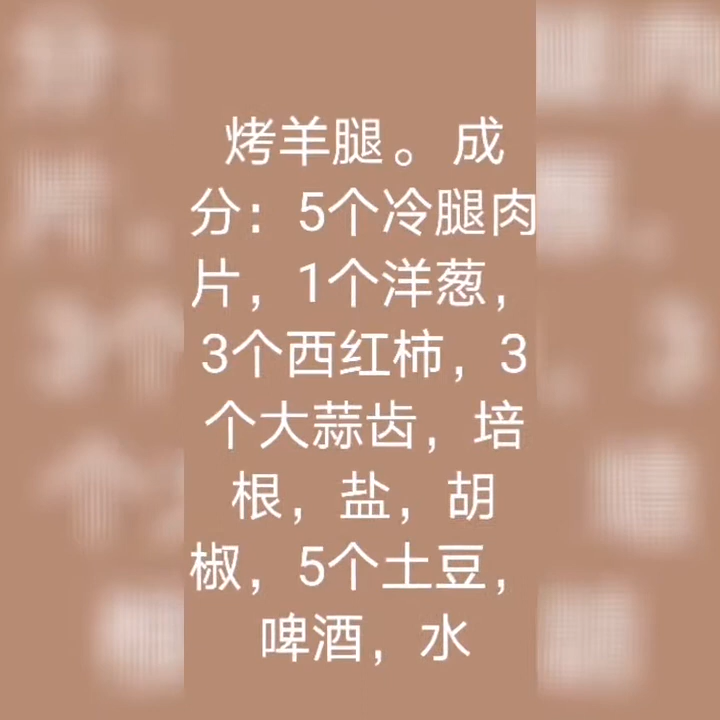 烤羊腿。 成
分：5个冷腿肉
片，1个洋葱，
3个西红柿，3
个大蒜齿，培
根，盐，胡
椒，5个土豆，
啤酒，水